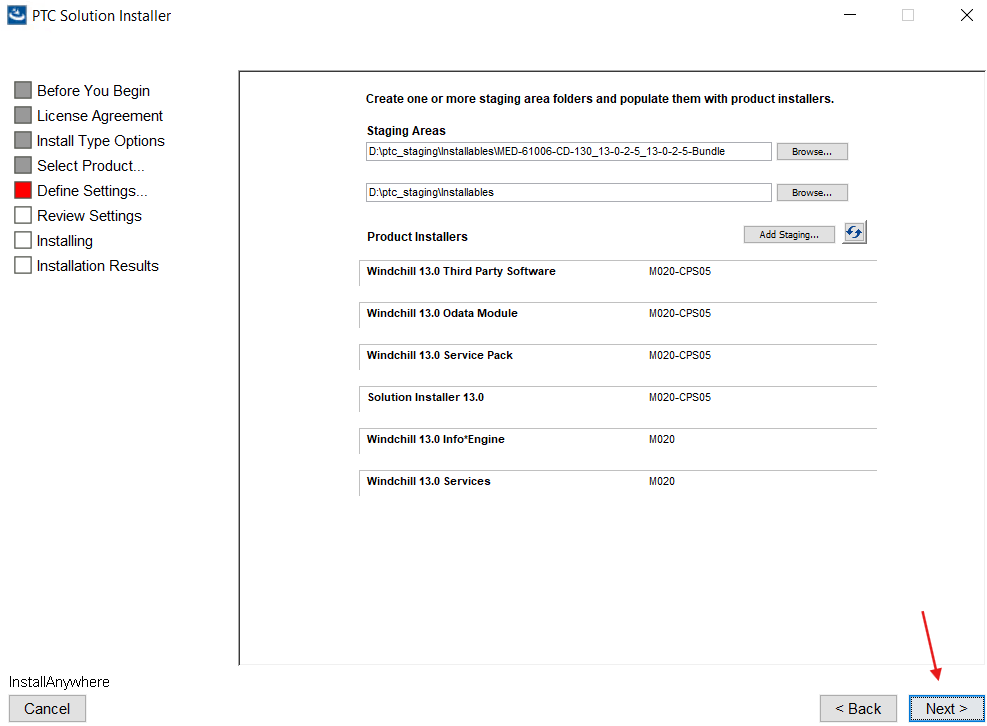 PTC Solution Installer
Before You Begin
License Agreement
Install Type Options
Select Product...
Define Settings...
Review Settings
Installing
Installation Results
Create one or more staging area folders and populate them with product installers.
Staging Areas
D:\ptc_staging\Installables\MED-61006-CD-130_13-0-2-5_13-0-2-5-Bundle Browse...
D:\ptc_staging\Installables Browse...
Product Installers Add Staging...
Windchill 13.0 Third Party Software M020-CPS05
Windchill 13.0 Odata Module M020-CPS05
Windchill 13.0 Service Pack M020-CPS05
Solution Installer 13.0 M020-CPS05
Windchill 13.0 Info*Engine M020
Windchill 13.0 Services M020
InstallAnywhere
Cancel < Back Next >